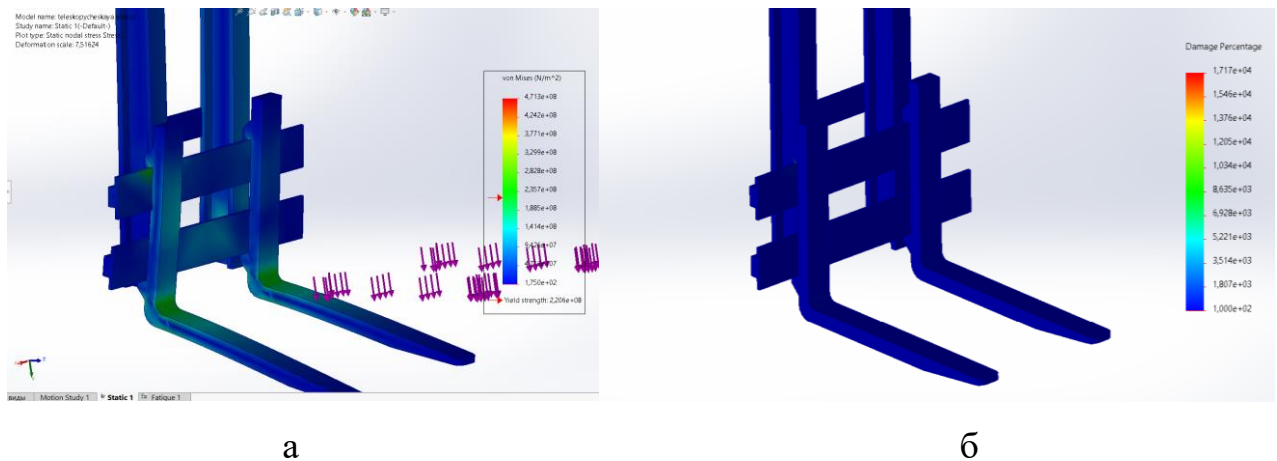 Model name: teleskopycheskaya
Study name: Static 1(-Default-)
Plot type: Static nodal stress Stre
Deformation scale: 7,51624
von Mises (N/m^2)
4,713e+08
4,242e+08
3,771e+08
3,299e+08
2,828e+08
2,357e+08
1,885e+08
1,414e+08
1,750e+02
Yield strength: 2,206e+08
Motion Study 1
Static 1
Fatigue 1
а
Damage Percentage
1,717e+04
1,546e+04
1,376e+04
1,205e+04
1,034e+04
8,635e+03
6,928e+03
5,221e+03
3,514e+03
1,807e+03
1,000e+02
б